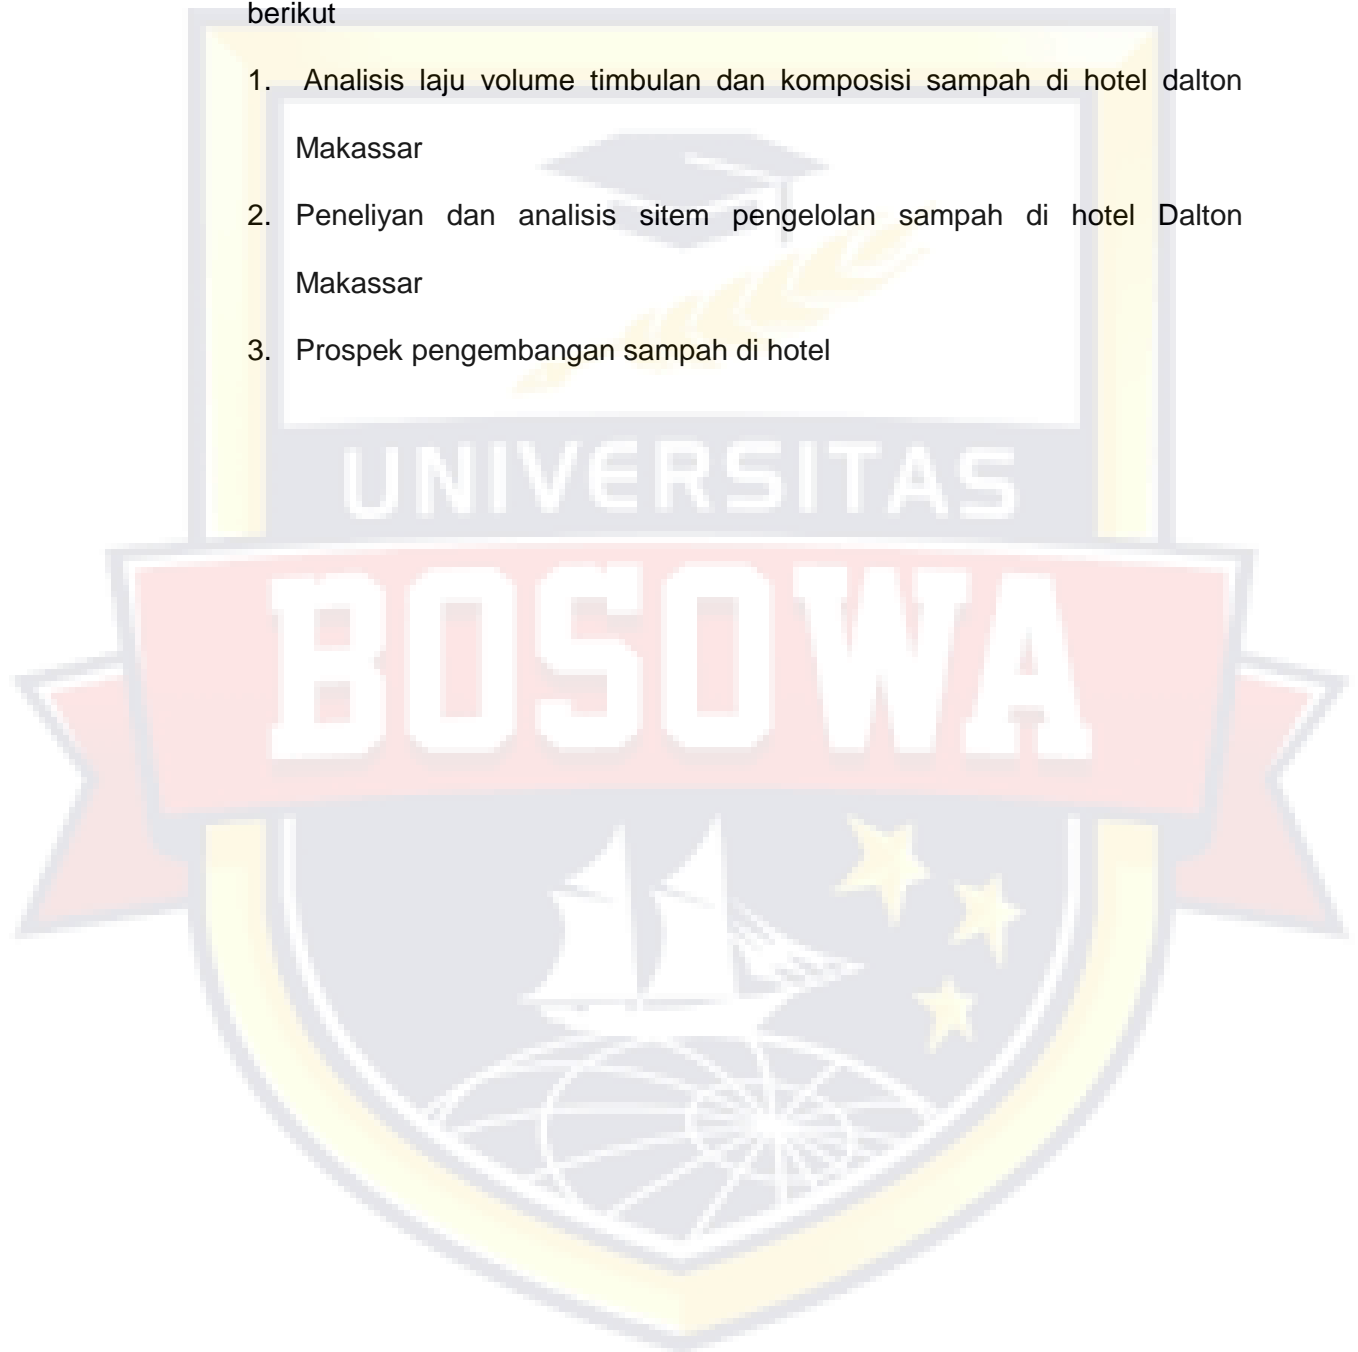 berikut
1. Analisis laju volume timbulan dan komposisi sampah di hotel dalton
Makassar
2. Peneliyan dan analisis sitem pengelolan sampah di hotel Dalton
Makassar
3. Prospek pengembangan sampah di hotel
UNIVERSITAS
BOSOWA